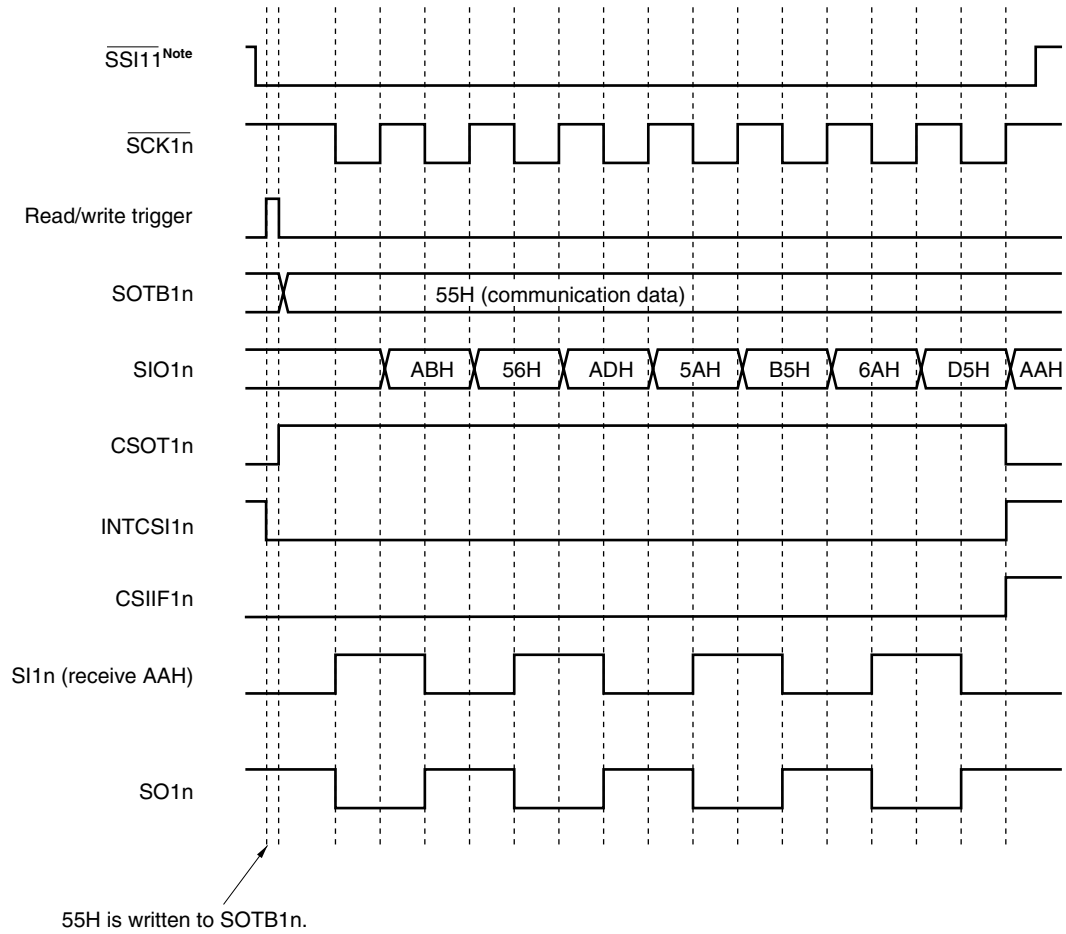 SSI11Note
SCK1n
Read/write trigger
SOTB1n
55H (communication data)
SIO1n
ABH 56H ADH 5AH B5H 6AH D5H AAH
CSOT1n
INTCSI1n
CSIIF1n
SI1n (receive AAH)
SO1n
55H is written to SOTB1n.